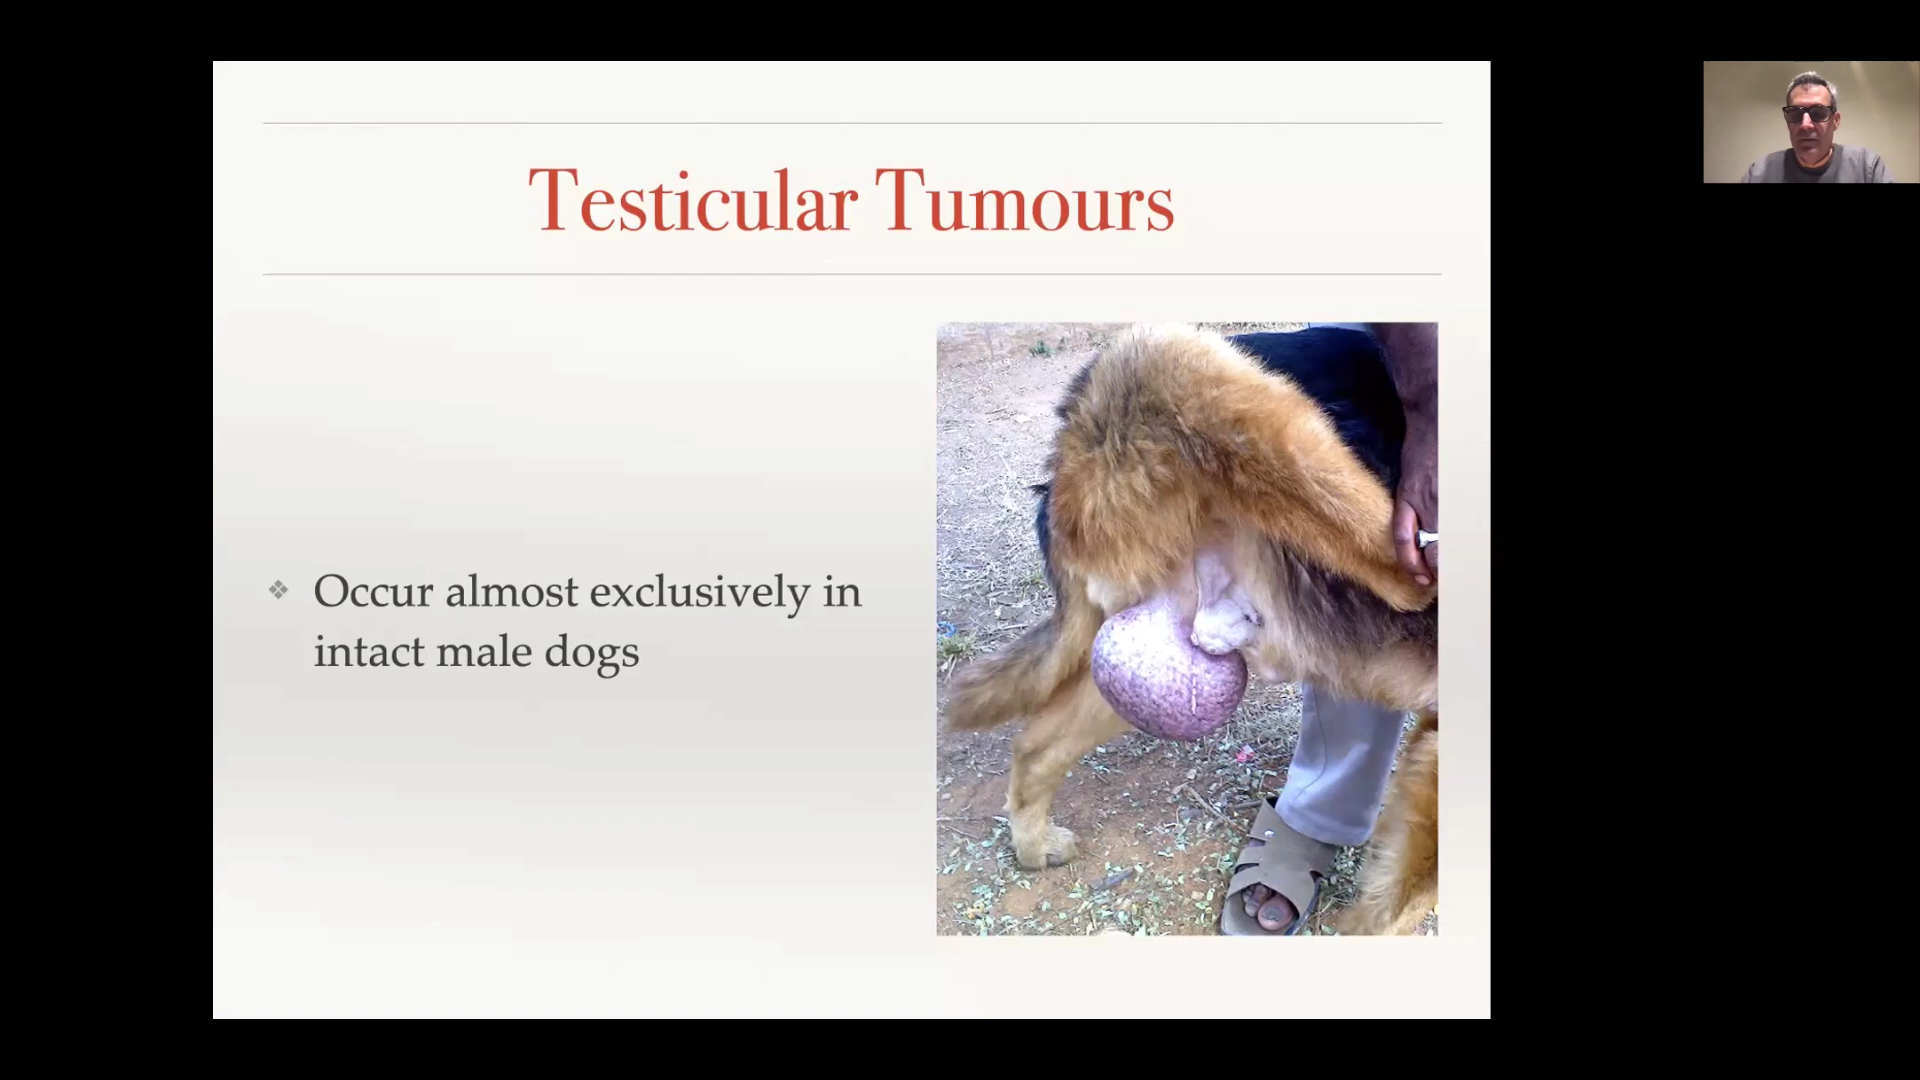 Testicular Tumours
❖ Occur almost exclusively in
intact male dogs